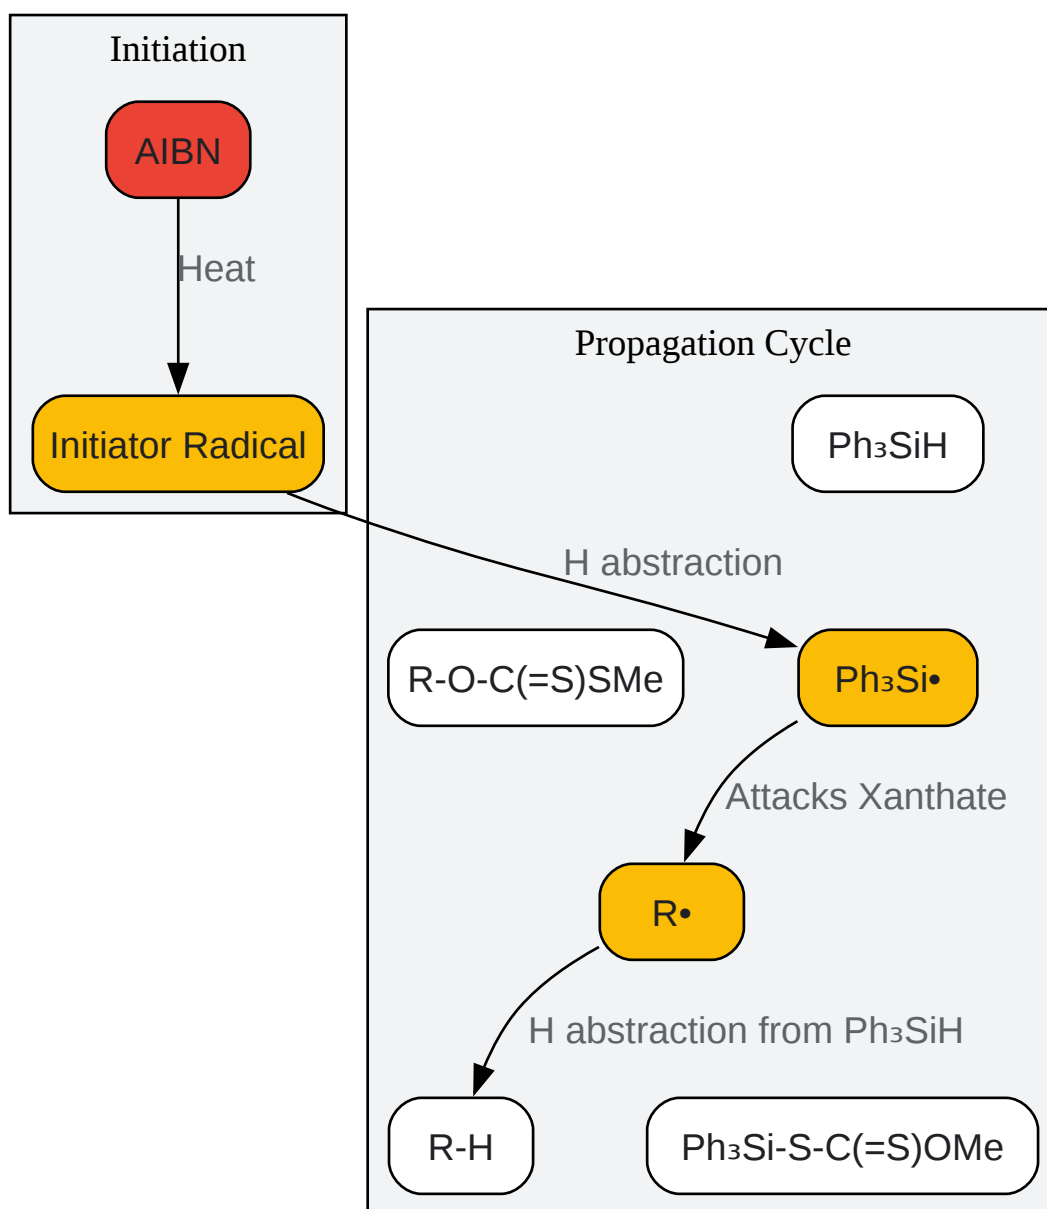 Initiation
AIBN
Heat
Initiator Radical
Propagation Cycle
Ph₃SiH
H abstraction
R-O-C(=S)SMe
Ph₃Si•
Attacks Xanthate
R•
H abstraction from Ph₃SiH
R-H
Ph₃Si-S-C(=S)OMe